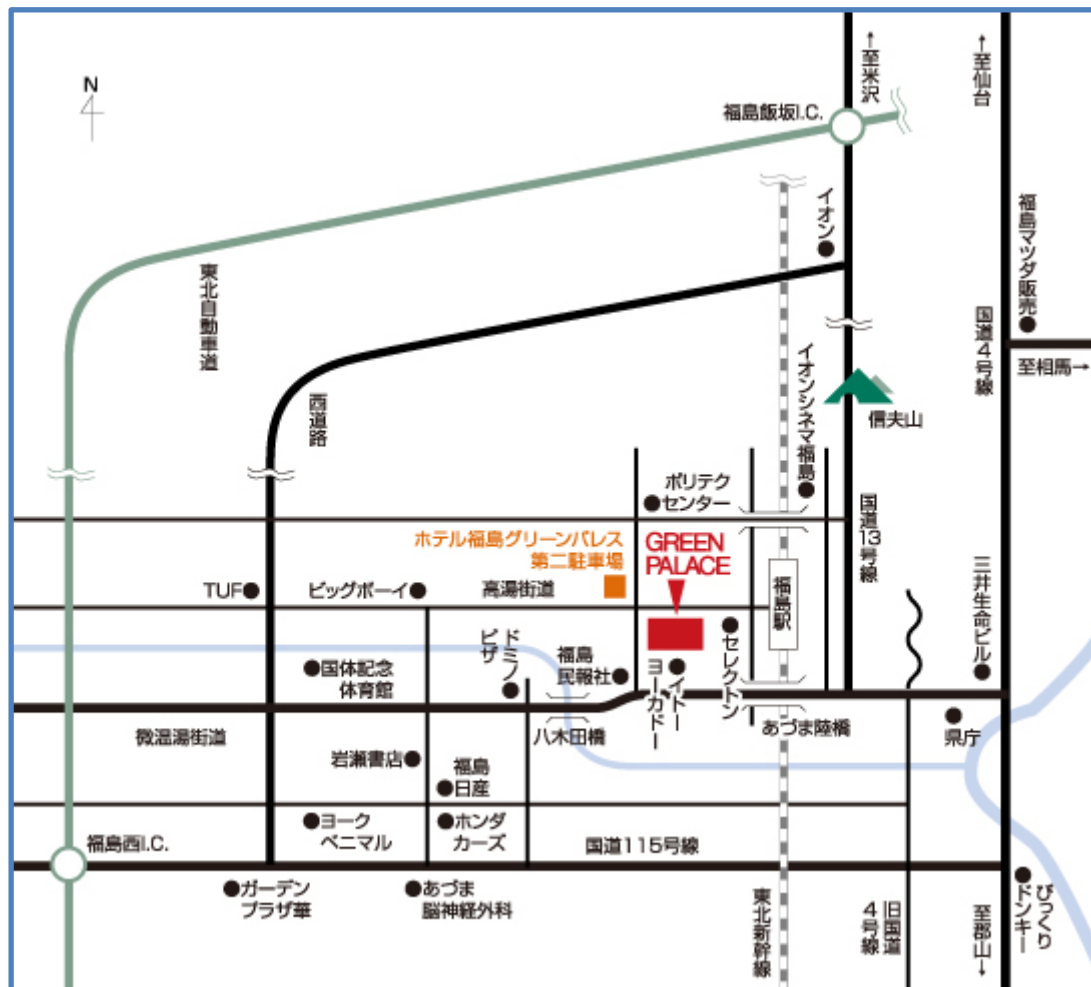 N
福島飯坂I.C.
↑至米沢
↑至仙台
イオン
福島マツダ販売
東北自動車道
国道4号線
至相馬→
西道路
イオンシネマ福島
信夫山
ポリテク
センター
国道13号線
ホテル福島グリーンパレス
第二駐車場
GREEN
PALACE
TUF
ビッグボーイ
高湯街道
福島駅
三井生命ビル
ドミノ
ピザ
国体記念
体育館
福島
民報社
イトー
ヨーカドー
セレクトン
微温湯街道
八木田橋
あづま陸橋
県庁
岩瀬書店
福島
日産
ヨーク
ベニマル
ホンダ
カーズ
福島西I.C.
国道115号線
ガーデン
プラザ華
あづま
脳神経外科
東北新幹線
旧国道
4号線
至郡山→
びっくり
ドンキー